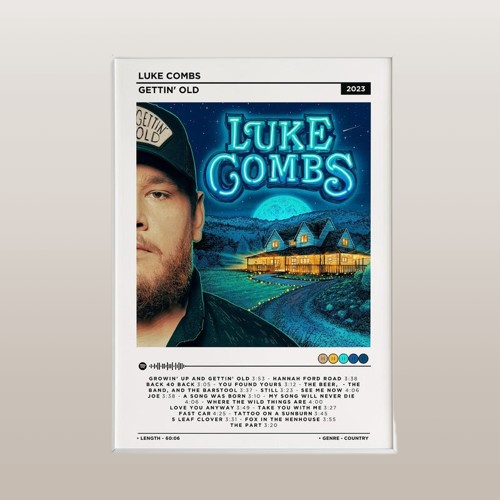 LUKE COMBS
GETTIN' OLD
2023
GETTIN'
OLD
LUKE
COMBS
GROWIN' UP AND GETTIN' OLD 3:53 - HANNAH FORD ROAD 3:38
BACK 40 BACK 3:05 - YOU FOUND YOURS 3:12 - THE BEER, - THE
BAND, AND THE BARSTOOL 3:37 - STILL 3:23 - SEE ME NOW 4:06
JOE 3:38 - A SONG WAS BORN 3:10 - MY SONG WILL NEVER DIE
4:06 - WHERE THE WILD THINGS ARE 4:00
LOVE YOU ANYWAY 3:49 - TAKE YOU WITH ME 3:27
FAST CAR 4:25 - TATTOO ON A SUNBURN 3:45
5 LEAF CLOVER 3:31 - FOX IN THE HENHOUSE 3:55
THE PART 3:20
• LENGTH - 60:06
• GENRE - COUNTRY